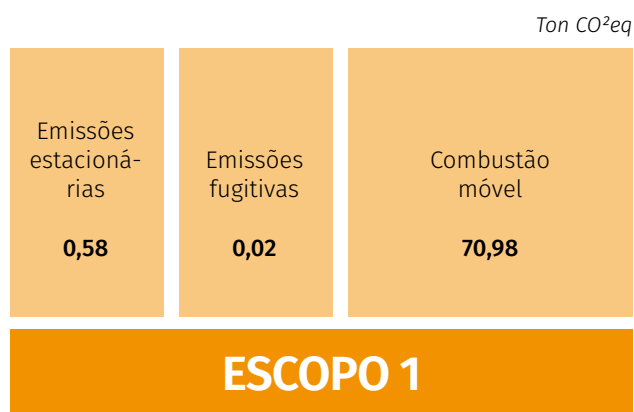 Ton CO²eq
Emissões
estacioná-
rias
0,58
Emissões
fugitivas
0,02
Combustão
móvel
70,98
ESCOPO 1